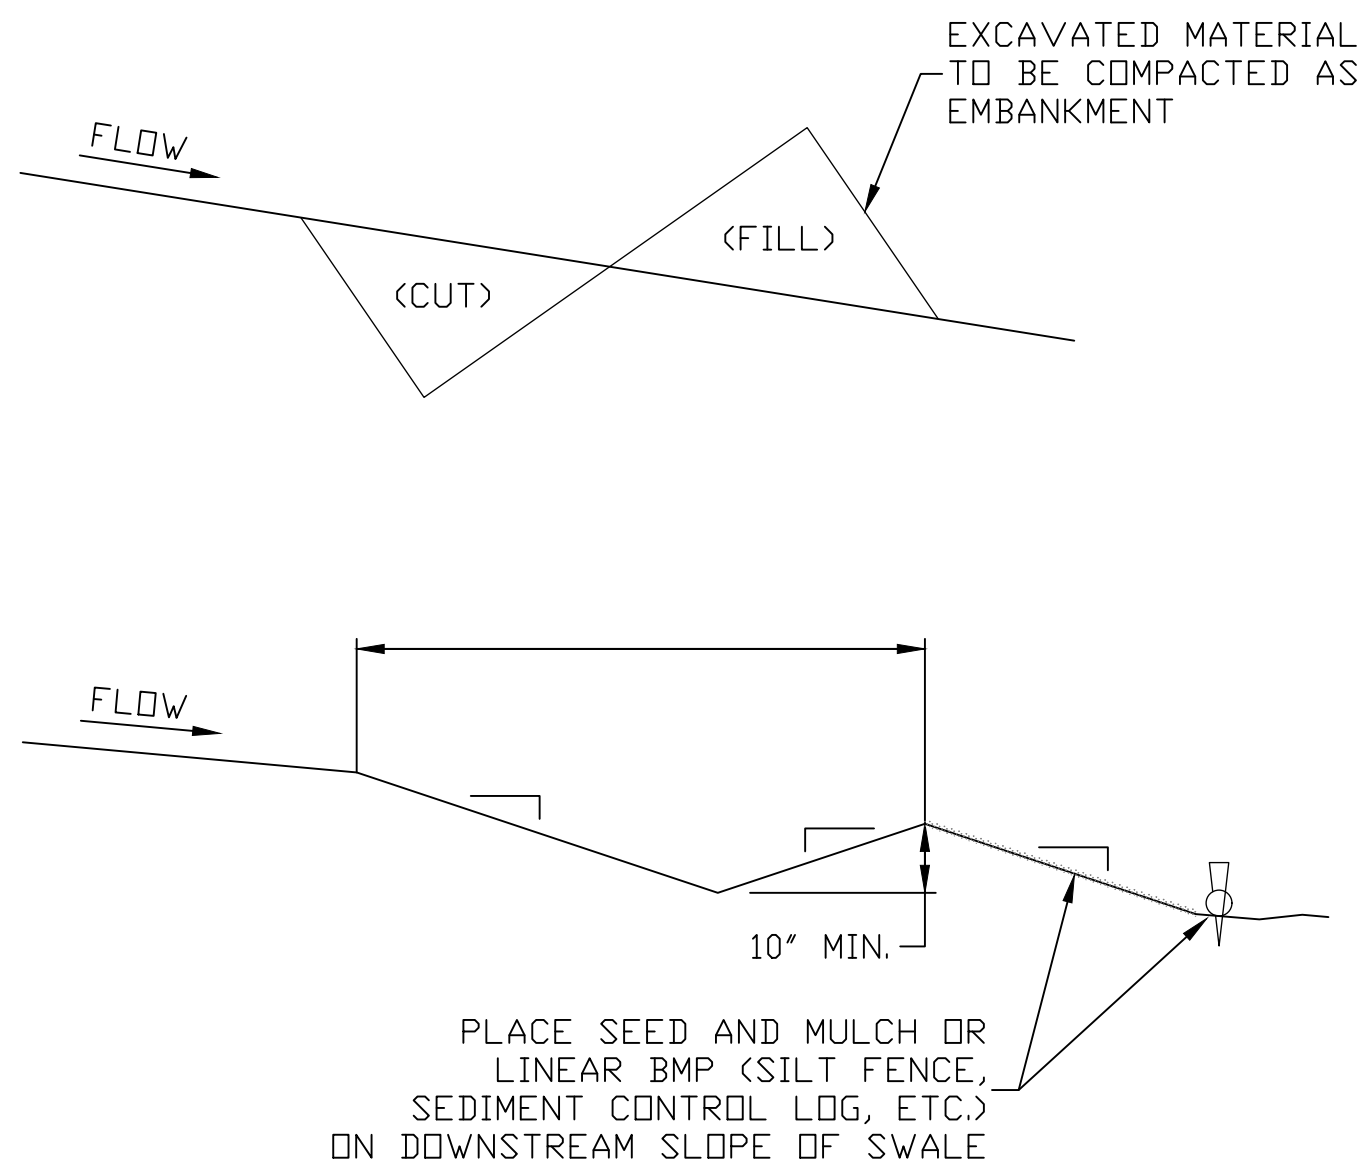 EXCAVATED MATERIAL
TO BE COMPACTED AS
EMBANKMENT
FLOW
(FILL)
(CUT)
FLOW
10" MIN.
PLACE SEED AND MULCH OR
LINEAR BMP (SILT FENCE,
SEDIMENT CONTROL LOG, ETC.)
ON DOWNSTREAM SLOPE OF SWALE